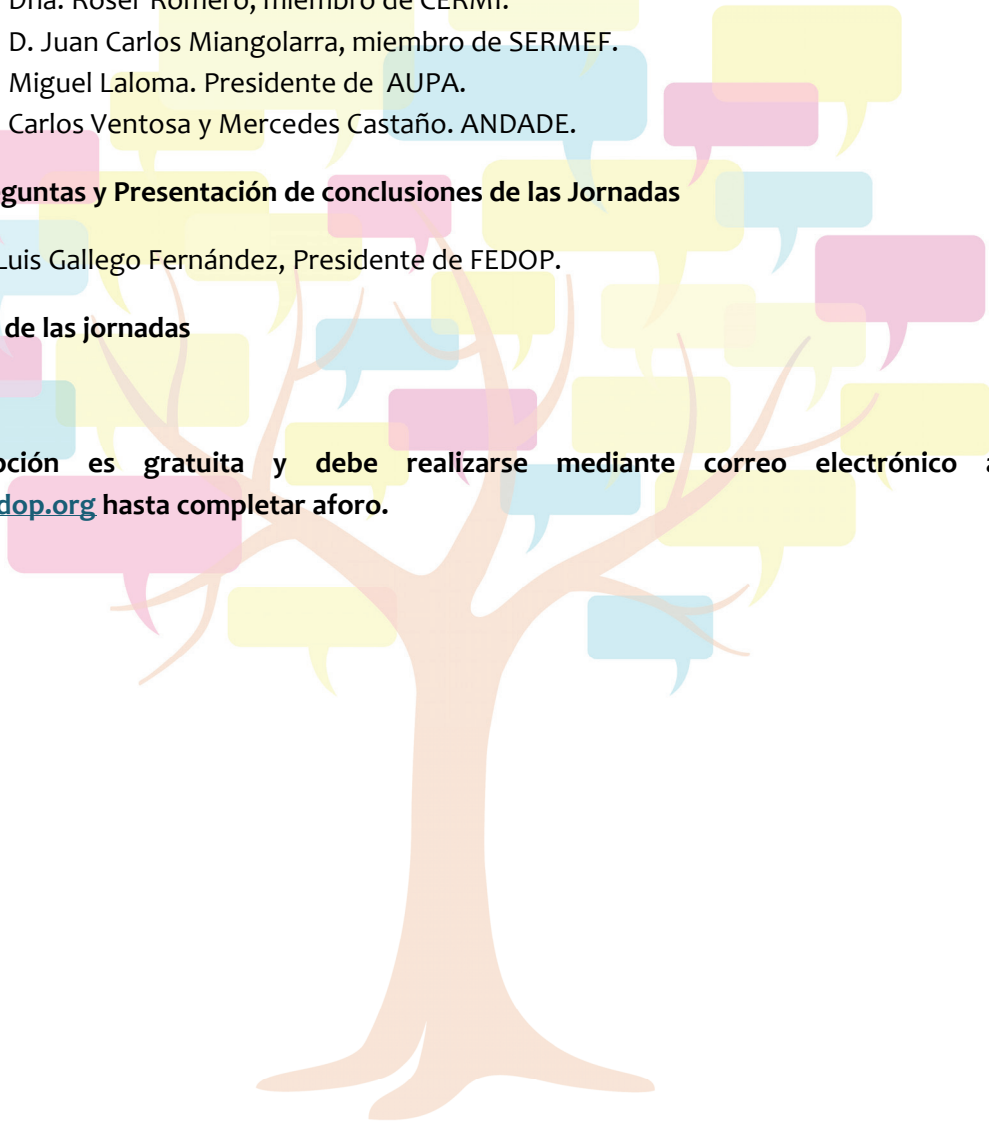 Dña. Roser Romero, miembro de CERMI.
D. Juan Carlos Miangolarra, miembro de SERMEF.
Miguel Laloma. Presidente de AUPA.
Carlos Ventosa y Mercedes Castaño. ANDADE.
eguntas y Presentación de conclusiones de las Jornadas
Luis Gallego Fernández, Presidente de FEDOP.
de las jornadas
pción es gratuita y debe realizarse mediante correo electrónico a
dop.org hasta completar aforo.